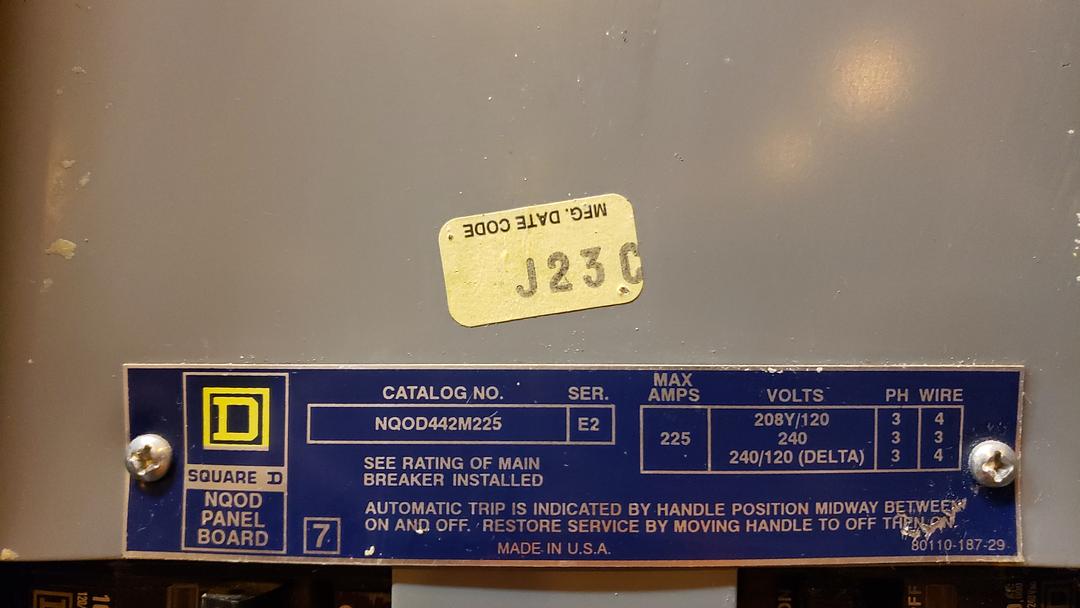 MFG. DATE CODE
J23C
CATALOG NO. SER.
NQOD442M225 E2
MAX AMPS VOLTS PH WIRE
225
208Y/120 3 4
240 3 3
240/120 (DELTA) 3 4
SQUARE D
NQOD
PANEL
BOARD
SEE RATING OF MAIN
BREAKER INSTALLED
7
AUTOMATIC TRIP IS INDICATED BY HANDLE POSITION MIDWAY BETWEEN
ON AND OFF. RESTORE SERVICE BY MOVING HANDLE TO OFF THEN ON.
MADE IN U.S.A.
80110-187-29